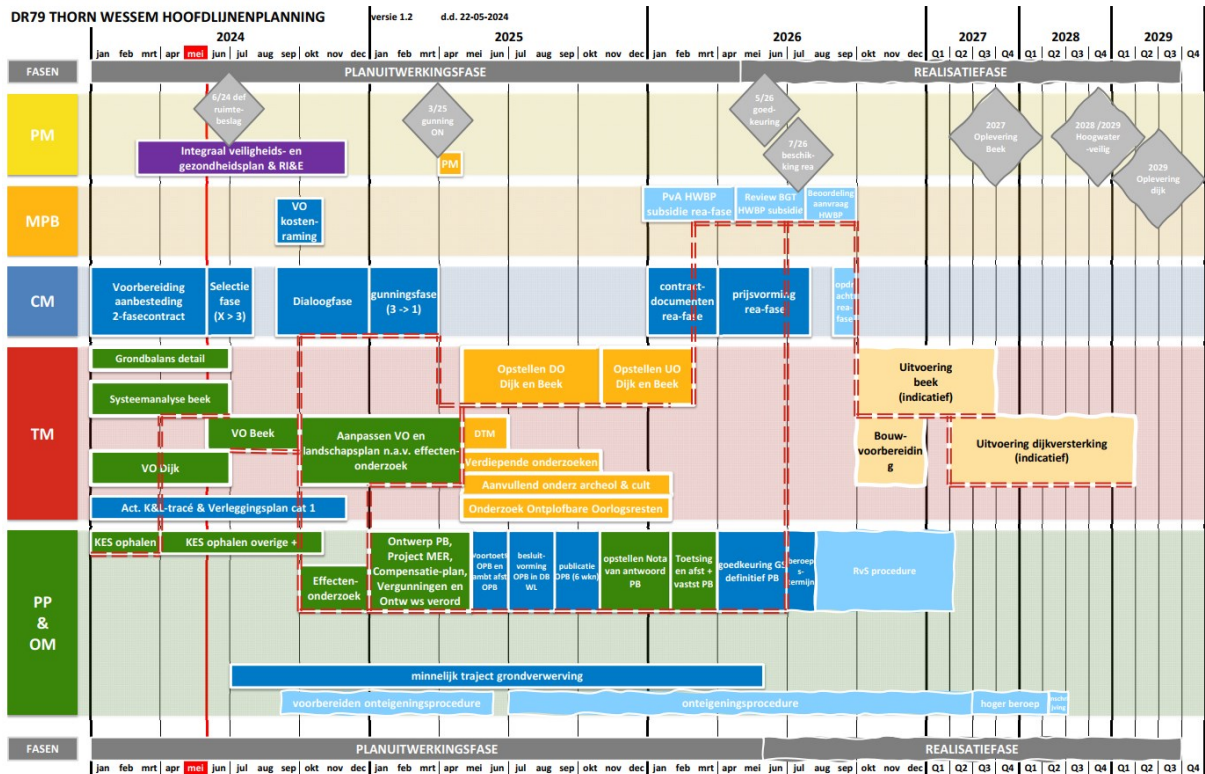 DR79 THORN WESSEM HOOFDLIJNENPLANNING
versie 1.2 d.d. 22-05-2024
2024 2025 2026 2027 2028 2029
jan feb mrt apr mei jun jul aug sep okt nov dec jan feb mrt apr mei jun jul aug sep okt nov dec jan feb mrt apr mei jun jul aug sep okt nov dec Q1 Q2 Q3 Q4 Q1 Q2 Q3 Q4 Q1 Q2 Q3 Q4
FASEN PLANUITWERKINGSFASE REALISATIEFASE
PM
6/24 def
ruimte-
beslag
3/25
gunning
ON
5/26
goed-
keuring
7/26
beschik-
king rea
2027
Oplevering
Beek
2028 /2029
Hoogwater
-veilig
2029
Oplevering
dijk
Integraal veiligheids- en
gezondheidsplan & RI&E
PM
MPB
VO
kosten-
raming
PvA HWBP
subsidie rea-fase
Review BGT
HWBP subsidie
Beoordeling
aanvraag
HWBP
CM
Voorbereiding
aanbesteding
2-fasecontract
Selectie
fase
(X > 3)
Dialoogfase
gunningsfase
(3 -> 1)
contract-
documenten
rea-fase
prijsvorming
rea-fase
opdr
achte
rea-
fase
TM
Grondbalans detail
Systeemanalyse beek
VO Beek
VO Dijk
Act. K&L-tracé & Verleggingsplan cat 1
Aanpassen VO en
landschapsplan n.a.v. effecten-
onderzoek
Opstellen DO
Dijk en Beek
Opstellen UO
Dijk en Beek
DTM
Verdiepende onderzoeken
Aanvullend onderz archeol & cult
Onderzoek Ontplofbare Oorlogsresten
Uitvoering
beek
(indicatief)
Bouw-
voorbereidin
g
Uitvoering dijkversterking
(indicatief)
PP
&
OM
KES ophalen
KES ophalen overige +
Effecten-
onderzoek
Ontwerp PB,
Project MER,
Compensatie-plan,
Vergunningen en
Ontw ws verord
OPB en
ambt afst
OPB
besluit-
vorming
OPB in DB
WL
publicatie
OPB (6 wkn)
opstellen Nota
van antwoord
PB
Toetsing
en afst +
vastst PB
goedkeuring GS
definitief PB
beroep
s-
termijn
RvS procedure
minnelijk traject grondverwerving
voorbereiden onteigeningsprocedure
onteigeningsprocedure
hoger beroep
FASEN PLANUITWERKINGSFASE REALISATIEFASE
jan feb mrt apr mei jun jul aug sep okt nov dec jan feb mrt apr mei jun jul aug sep okt nov dec jan feb mrt apr mei jun jul aug sep okt nov dec Q1 Q2 Q3 Q4 Q1 Q2 Q3 Q4 Q1 Q2 Q3 Q4